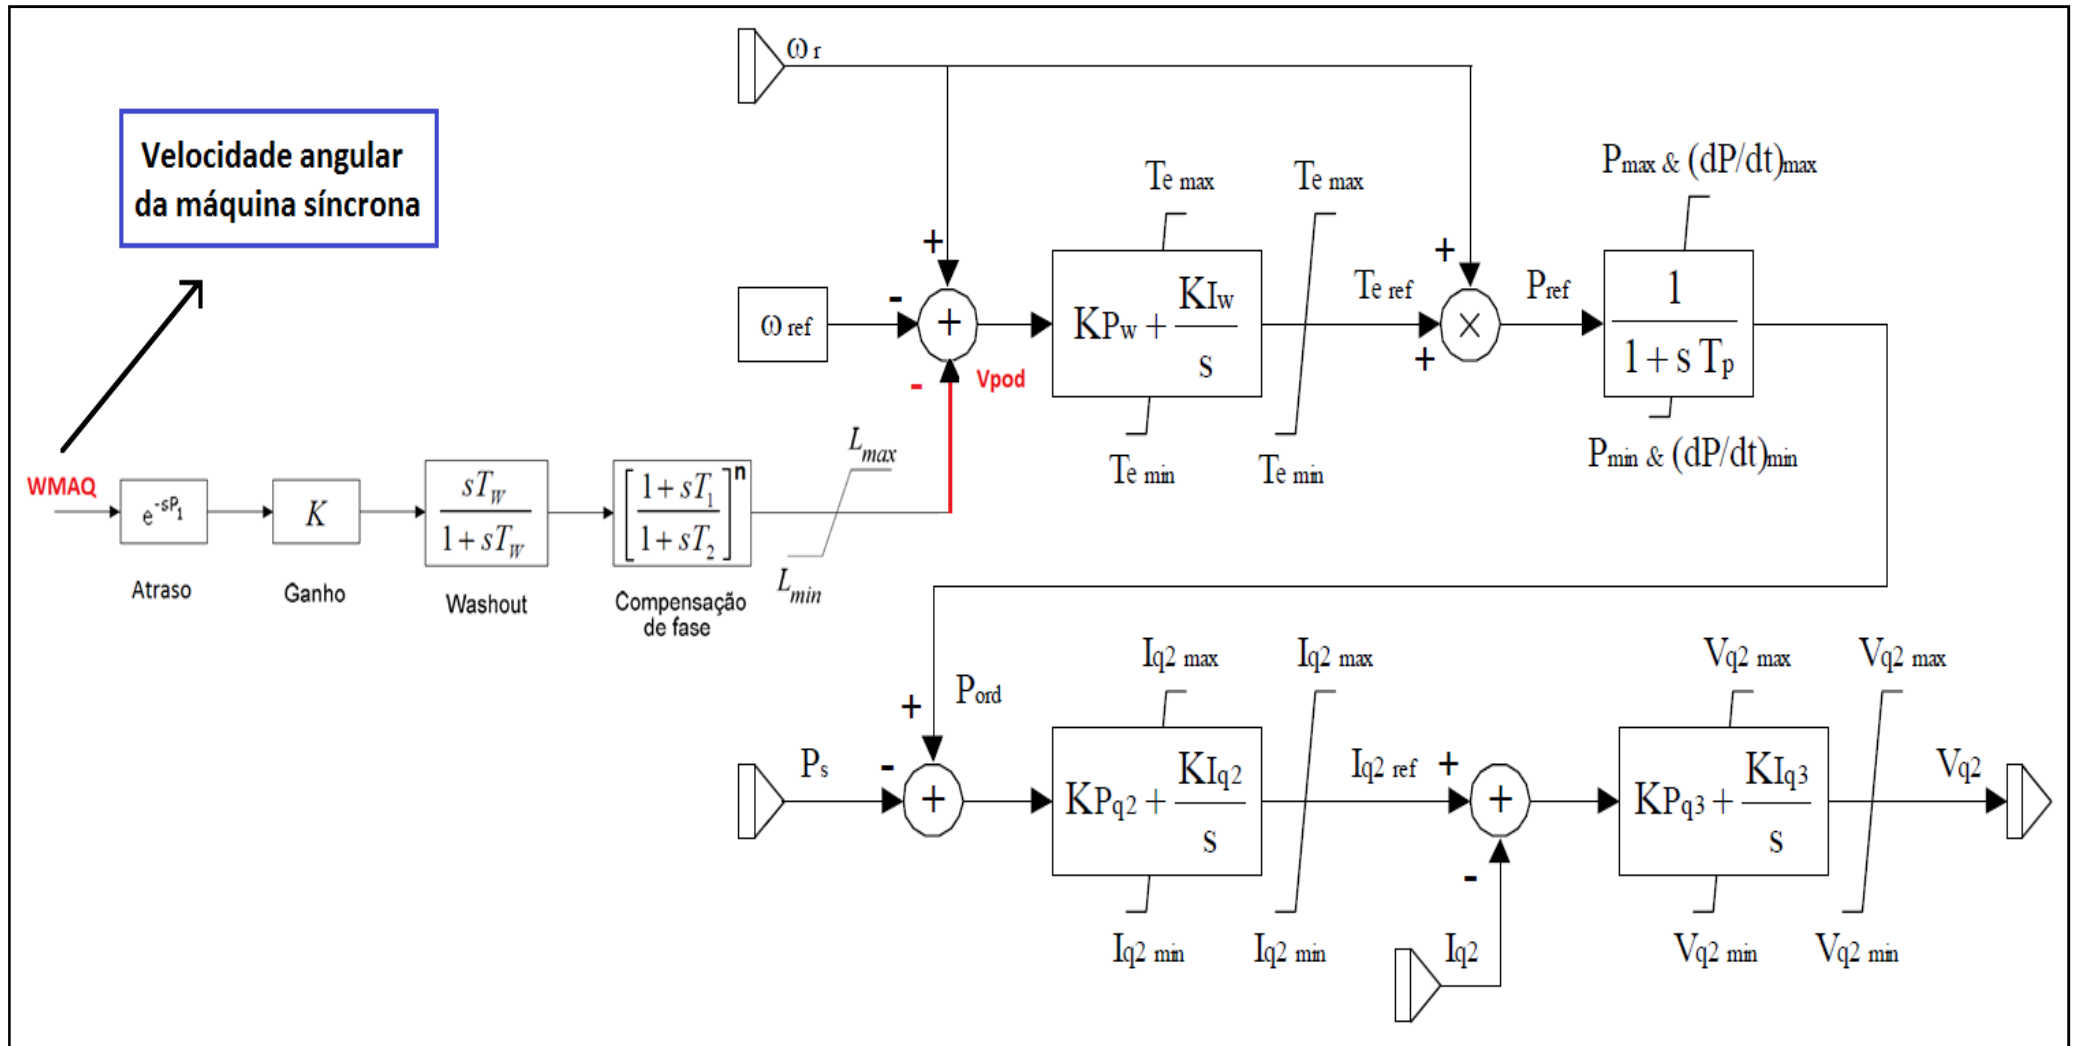 ω r
Velocidade angular
da máquina síncrona
Pmax & (dP/dt)max
Te max
Te max
+
+
-
ω ref
+
KPw + KIw
s
Te ref
+
×
Pref
1
1 + s Tp
-
Vpod
Te min
Te min
Pmin & (dP/dt)min
WMAQ
e^-sP1
K
sTW
1 + sTW
[1 + sT1
1 + sT2]^n
Lmax
Lmin
Atraso
Ganho
Washout
Compensação
de fase
Iq2 max
Iq2 max
Vq2 max
Vq2 max
+
Pord
Ps
-
+
KPq2 + KIq2
s
Iq2 ref
+
+
KPq3 + KIq3
s
Vq2
-
Iq2 min
Iq2 min
Iq2
Vq2 min
Vq2 min